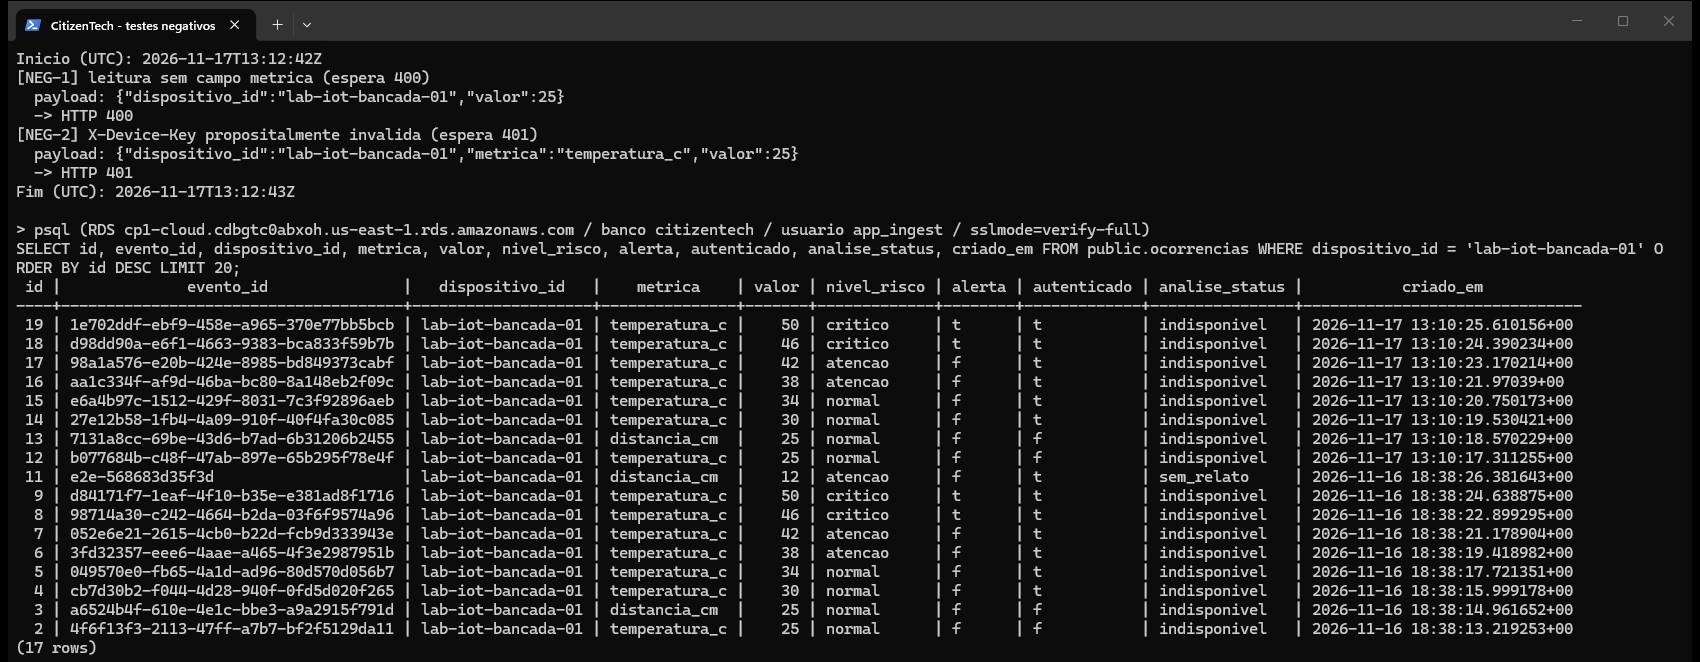 CitizenTech - testes negativos
Inicio (UTC): 2026-11-17T13:12:42Z
[NEG-1] leitura sem campo metrica (espera 400)
  payload: {"dispositivo_id":"lab-iot-bancada-01","valor":25}
  -> HTTP 400
[NEG-2] X-Device-Key propositalmente invalida (espera 401)
  payload: {"dispositivo_id":"lab-iot-bancada-01","metrica":"temperatura_c","valor":25}
  -> HTTP 401
Fim (UTC): 2026-11-17T13:12:43Z
> psql (RDS cp1-cloud.cdbgtc0abxoh.us-east-1.rds.amazonaws.com / banco citizentech / usuario app_ingest / sslmode=verify-full)
SELECT id, evento_id, dispositivo_id, metrica, valor, nivel_risco, alerta, autenticado, analise_status, criado_em FROM public.ocorrencias WHERE dispositivo_id = 'lab-iot-bancada-01' O
RDER BY id DESC LIMIT 20;
 id |               evento_id               |   dispositivo_id   |   metrica     | valor | nivel_risco | alerta | autenticado | analise_status |           criado_em
----+--------------------------------------+--------------------+---------------+-------+-------------+--------+-------------+----------------+-------------------------------
 19 | 1e702ddf-ebf9-458e-a965-370e77bb5bcb | lab-iot-bancada-01 | temperatura_c |    50 | critico     | t      | t           | indisponivel   | 2026-11-17 13:10:25.610156+00
 18 | d98dd90a-e6f1-4663-9383-bca833f59b7b | lab-iot-bancada-01 | temperatura_c |    46 | critico     | t      | t           | indisponivel   | 2026-11-17 13:10:24.390234+00
 17 | 98a1a576-e20b-424e-8985-bd849373cabf | lab-iot-bancada-01 | temperatura_c |    42 | atencao     | f      | t           | indisponivel   | 2026-11-17 13:10:23.170214+00
 16 | aa1c334f-af9d-46ba-bc80-8a148eb2f09c | lab-iot-bancada-01 | temperatura_c |    38 | atencao     | f      | t           | indisponivel   | 2026-11-17 13:10:21.97039+00
 15 | e6a4b97c-1512-429f-8031-7c3f92896aeb | lab-iot-bancada-01 | temperatura_c |    34 | normal      | f      | t           | indisponivel   | 2026-11-17 13:10:20.750173+00
 14 | 27e12b58-1fb4-4a09-910f-40f4fa30c085 | lab-iot-bancada-01 | temperatura_c |    30 | normal      | f      | t           | indisponivel   | 2026-11-17 13:10:19.530421+00
 13 | 7131a8cc-69be-43d6-b7ad-6b31206b2455 | lab-iot-bancada-01 | distancia_cm  |    25 | normal      | f      | f           | indisponivel   | 2026-11-17 13:10:18.570229+00
 12 | b077684b-c48f-47ab-897e-65b295f78e4f | lab-iot-bancada-01 | temperatura_c |    25 | normal      | f      | f           | indisponivel   | 2026-11-17 13:10:17.311255+00
 11 | e2e-568683d35f3d                     | lab-iot-bancada-01 | distancia_cm  |    12 | atencao     | f      | t           | sem_relato     | 2026-11-16 18:38:26.381643+00
  9 | d84171f7-1eaf-4f10-b35e-e381ad8f1716 | lab-iot-bancada-01 | temperatura_c |    50 | critico     | t      | t           | indisponivel   | 2026-11-16 18:38:24.638875+00
  8 | 98714a30-c242-4664-b2da-03f6f9574a96 | lab-iot-bancada-01 | temperatura_c |    46 | critico     | t      | t           | indisponivel   | 2026-11-16 18:38:22.899295+00
  7 | 052e6e21-2615-4cb0-b22d-fcb9d333943e | lab-iot-bancada-01 | temperatura_c |    42 | atencao     | f      | t           | indisponivel   | 2026-11-16 18:38:21.178904+00
  6 | 3fd32357-eee6-4aae-a465-4f3e2987951b | lab-iot-bancada-01 | temperatura_c |    38 | atencao     | f      | t           | indisponivel   | 2026-11-16 18:38:19.418982+00
  5 | 049570e0-fb65-4a1d-ad96-80d570d056b7 | lab-iot-bancada-01 | temperatura_c |    34 | normal      | f      | t           | indisponivel   | 2026-11-16 18:38:17.721351+00
  4 | cb7d30b2-f044-4d28-940f-0fd5d020f265 | lab-iot-bancada-01 | temperatura_c |    30 | normal      | f      | t           | indisponivel   | 2026-11-16 18:38:15.999178+00
  3 | a6524b4f-610e-4e1c-bbe3-a9a2915f791d | lab-iot-bancada-01 | distancia_cm  |    25 | normal      | f      | f           | indisponivel   | 2026-11-16 18:38:14.961652+00
  2 | 4f6f13f3-2113-47ff-a7b7-bf2f5129da11 | lab-iot-bancada-01 | temperatura_c |    25 | normal      | f      | f           | indisponivel   | 2026-11-16 18:38:13.219253+00
(17 rows)